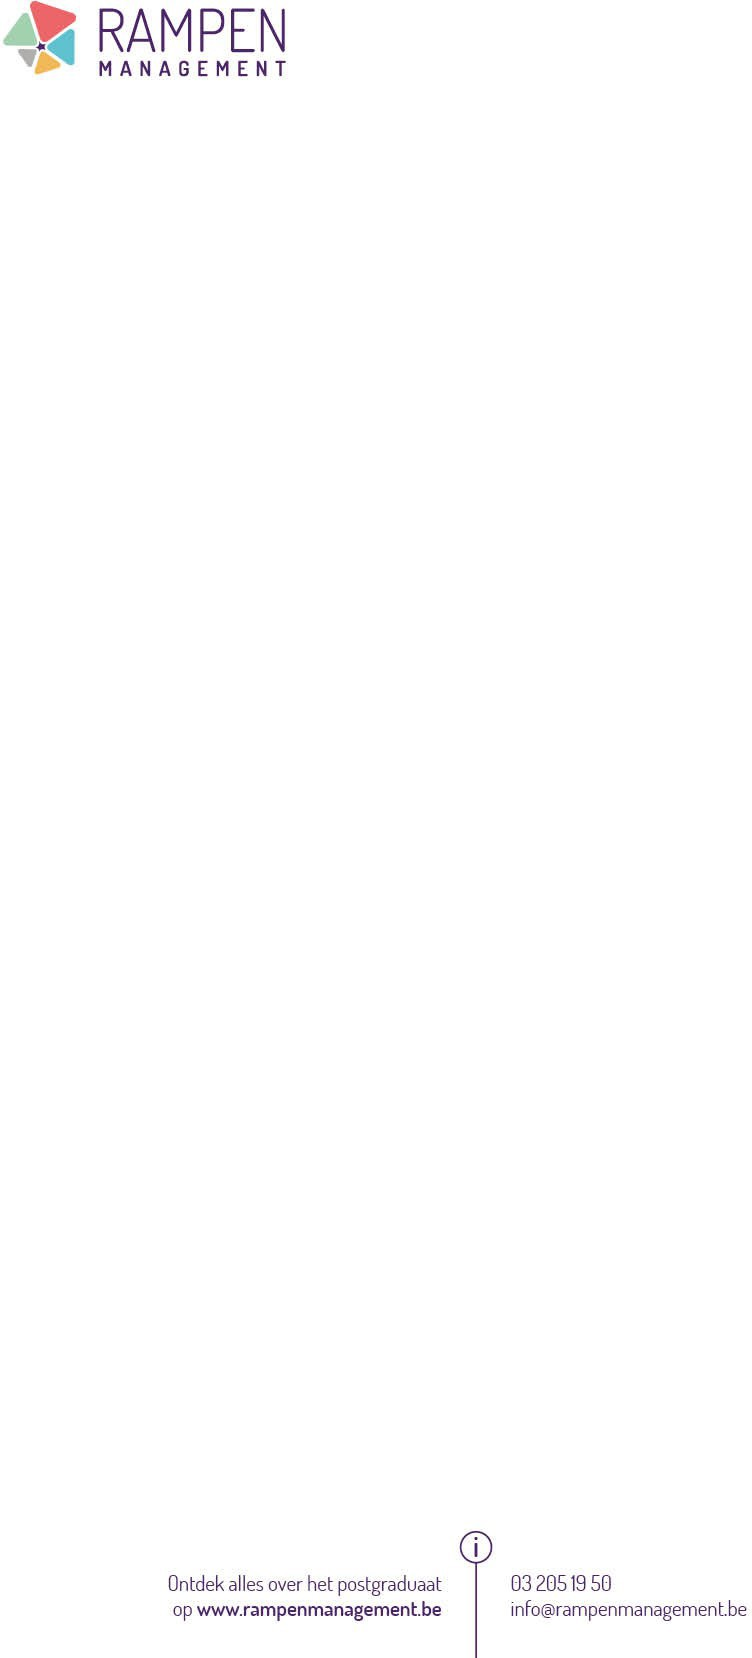 RAMPEN
MANAGEMENT
i
Ontdek alles over het postgraduaat
op www.rampenmanagement.be
03 205 19 50
info@rampenmanagement.be